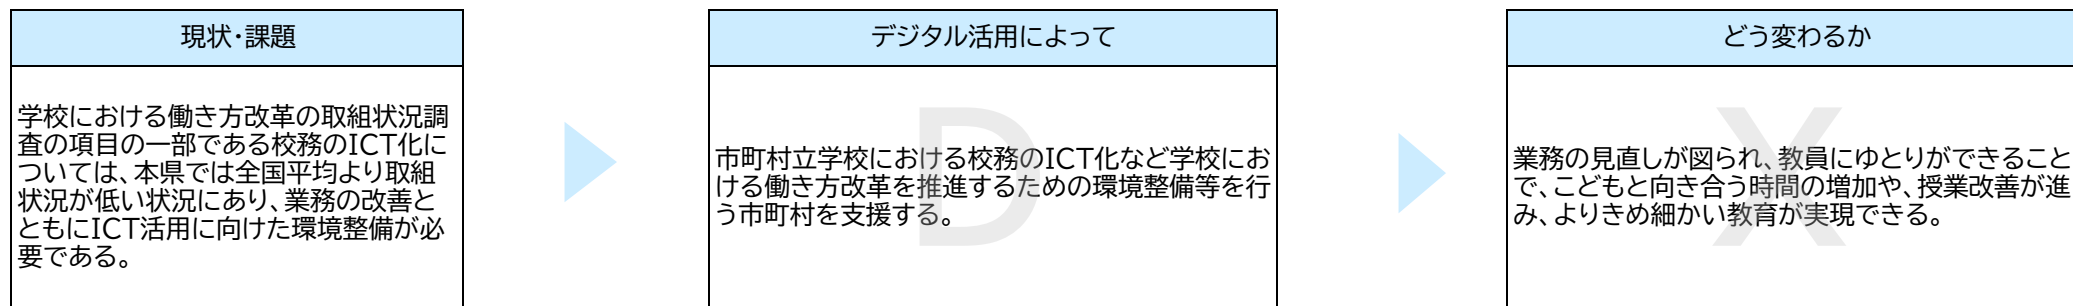 現状・課題
学校における働き方改革の取組状況調
査の項目の一部である校務のICT化に
ついては、本県では全国平均より取組
状況が低い状況にあり、業務の改善と
ともにICT活用に向けた環境整備が必
要である。
デジタル活用によって
D
市町村立学校における校務のICT化など学校にお
ける働き方改革を推進するための環境整備等を行
う市町村を支援する。
どう変わるか
X
業務の見直しが図られ、教員にゆとりができること
で、こどもと向き合う時間の増加や、授業改善が進
み、よりきめ細かい教育が実現できる。